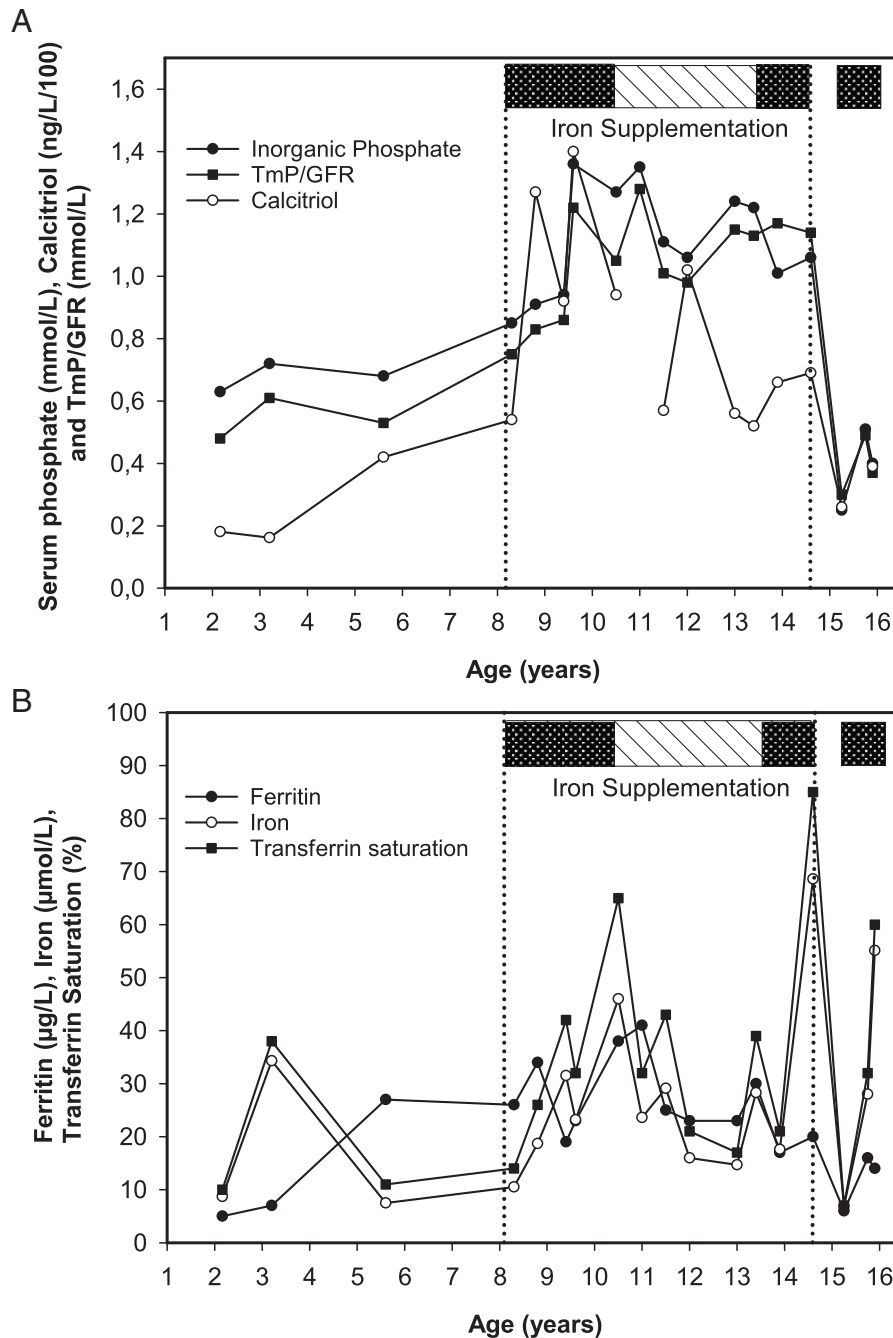 A
Serum phosphate (mmol/L), Calcitriol (ng/L/100)
and TmP/GFR (mmol/L)
1,6
1,4
1,2
1,0
0,8
0,6
0,4
0,2
0,0
Inorganic Phosphate
TmP/GFR
Calcitriol
Iron Supplementation
1 2 3 4 5 6 7 8 9 10 11 12 13 14 15 16
Age (years)
B
Ferritin (µg/L), Iron (µmol/L),
Transferrin Saturation (%)
100
90
80
70
60
50
40
30
20
10
0
Ferritin
Iron
Transferrin saturation
Iron Supplementation
1 2 3 4 5 6 7 8 9 10 11 12 13 14 15 16
Age (years)